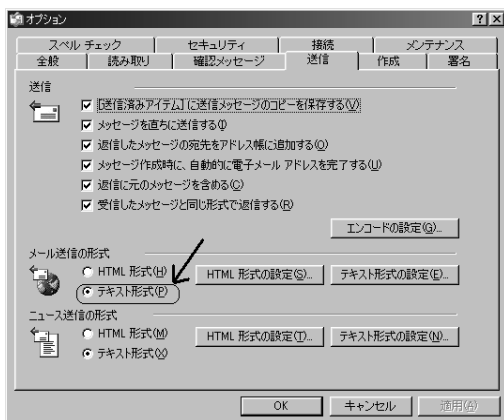 オプション
スペル チェック セキュリティ 接続 メンテナンス
全般 読み取り 確認メッセージ 送信 作成 署名
送信
[送信済みアイテム]に送信メッセージのコピーを保存する(V)
メッセージを直ちに送信する(I)
返信したメッセージの宛先をアドレス帳に追加する(O)
メッセージ作成時に、自動的に電子メール アドレスを完了する(U)
返信に元のメッセージを含める(C)
受信したメッセージと同じ形式で返信する(R)
エンコードの設定(G)...
メール送信の形式
HTML 形式(H) HTML 形式の設定(S)... テキスト形式の設定(E)...
テキスト形式(P)
ニュース送信の形式
HTML 形式(M) HTML 形式の設定(T)... テキスト形式の設定(N)...
テキスト形式(X)
OK キャンセル 適用(A)